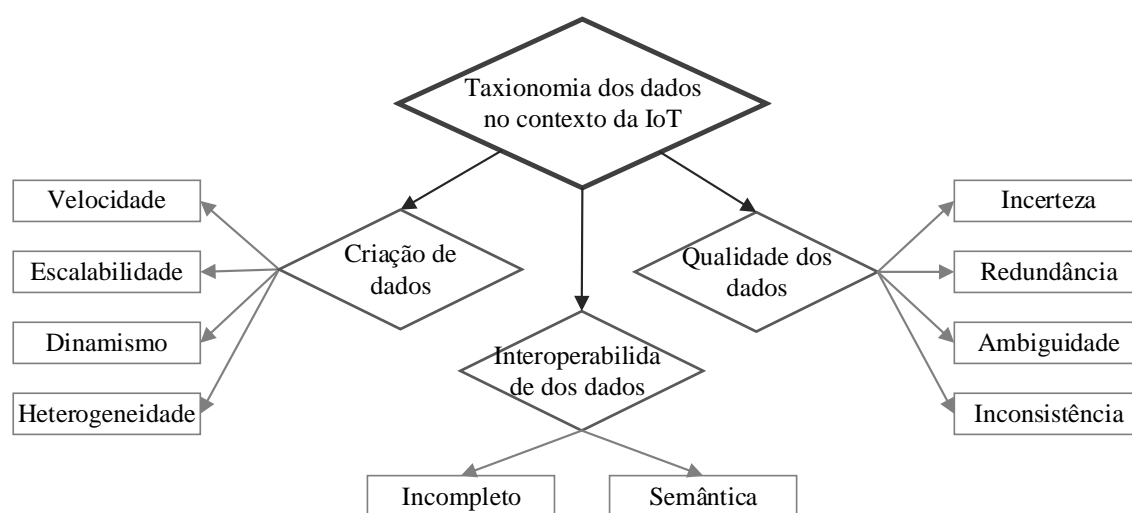 Taxionomia dos dados
no contexto da IoT
Velocidade
Escalabilidade
Dinamismo
Heterogeneidade
Criação de
dados
Interoperabilida
de dos dados
Incompleto
Semântica
Qualidade dos
dados
Incerteza
Redundância
Ambiguidade
Inconsistência